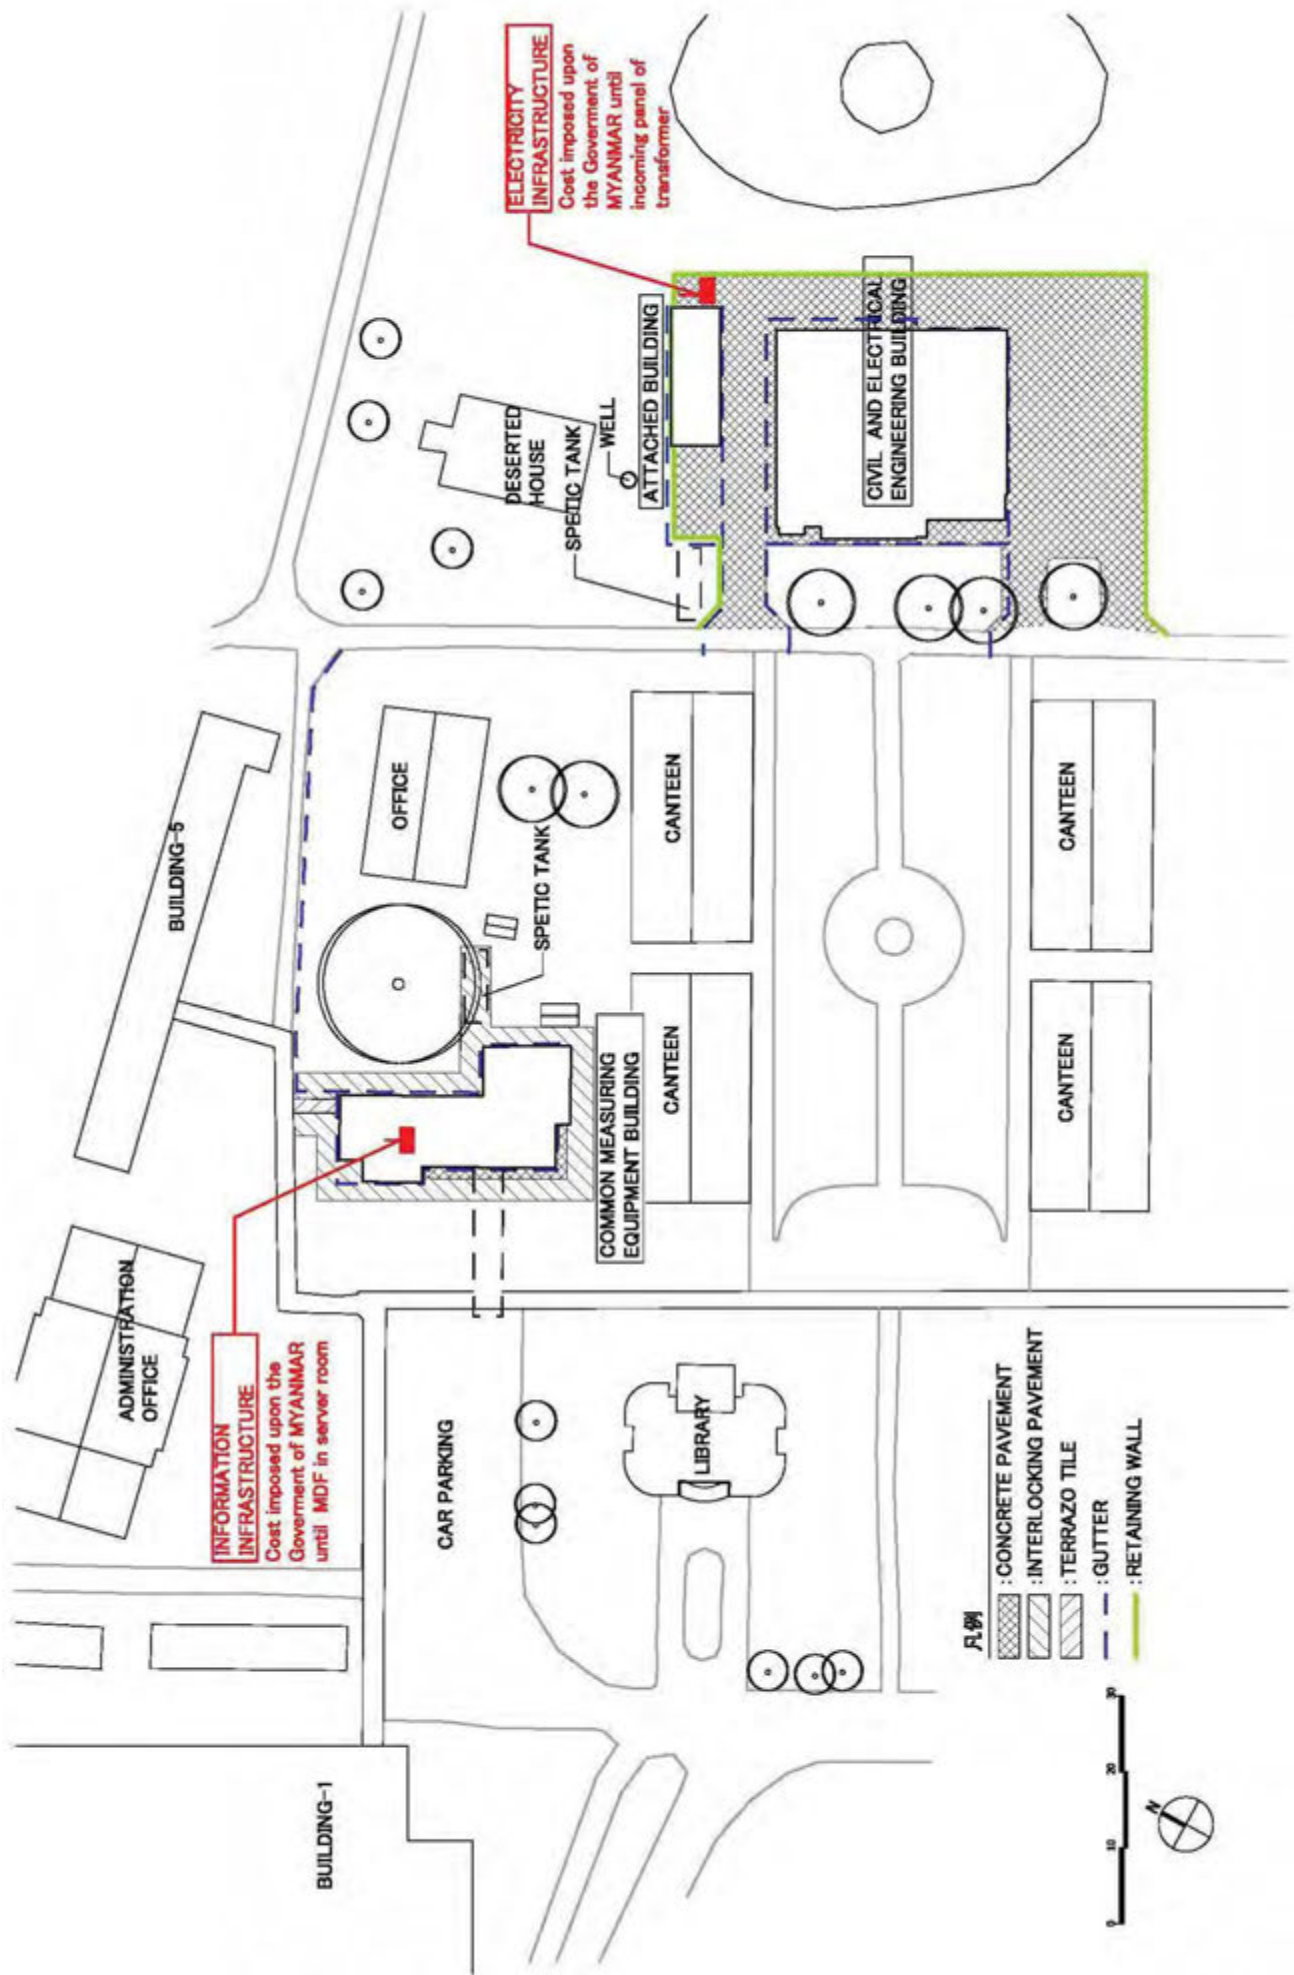 BUILDING-1
ADMINISTRATION
OFFICE
BUILDING-5
INFORMATION
INFRASTRUCTURE
Cost imposed upon the
Goverment of MYANMAR
until MDF in server room
ELECTRICITY
INFRASTRUCTURE
Cost imposed upon
the Goverment of
MYANMAR until
incoming panel of
transformer
OFFICE
DESERTED
HOUSE
CAR PARKING
SPETIC TANK
SPETIC TANK
WELL
COMMON MEASURING
EQUIPMENT BUILDING
ATTACHED BUILDING
CANTEEN
CANTEEN
LIBRARY
CIVIL AND ELECTRICAL
ENGINEERING BUILDING
CANTEEN
CANTEEN
凡例
:CONCRETE PAVEMENT
:INTERLOCKING PAVEMENT
:TERRAZO TILE
:GUTTER
:RETAINING WALL
0 10 20 30
N